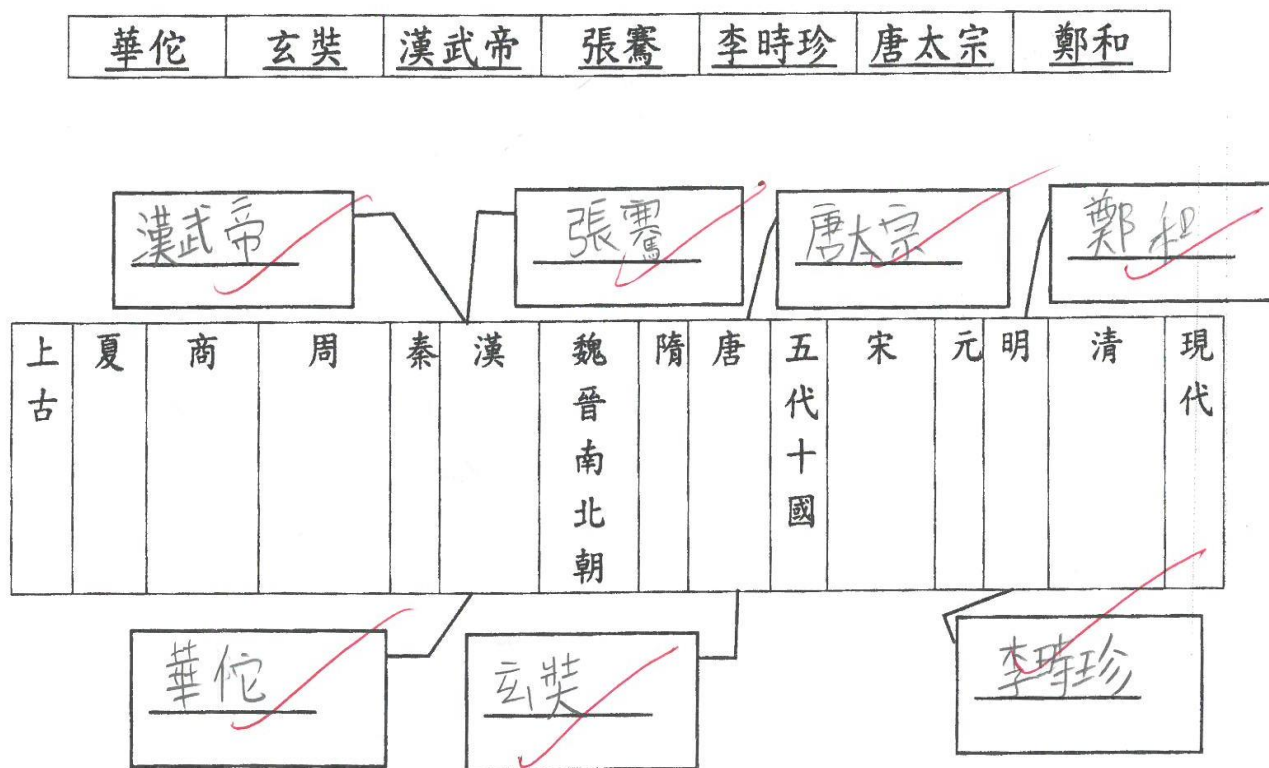 華佗 玄奘 漢武帝 張騫 李時珍 唐太宗 鄭和
漢武帝
張騫
唐太宗
鄭和
上古 夏 商 周 秦 漢 魏晉南北朝 隋 唐 五代十國 宋 元 明 清 現代
華佗
玄奘
李時珍